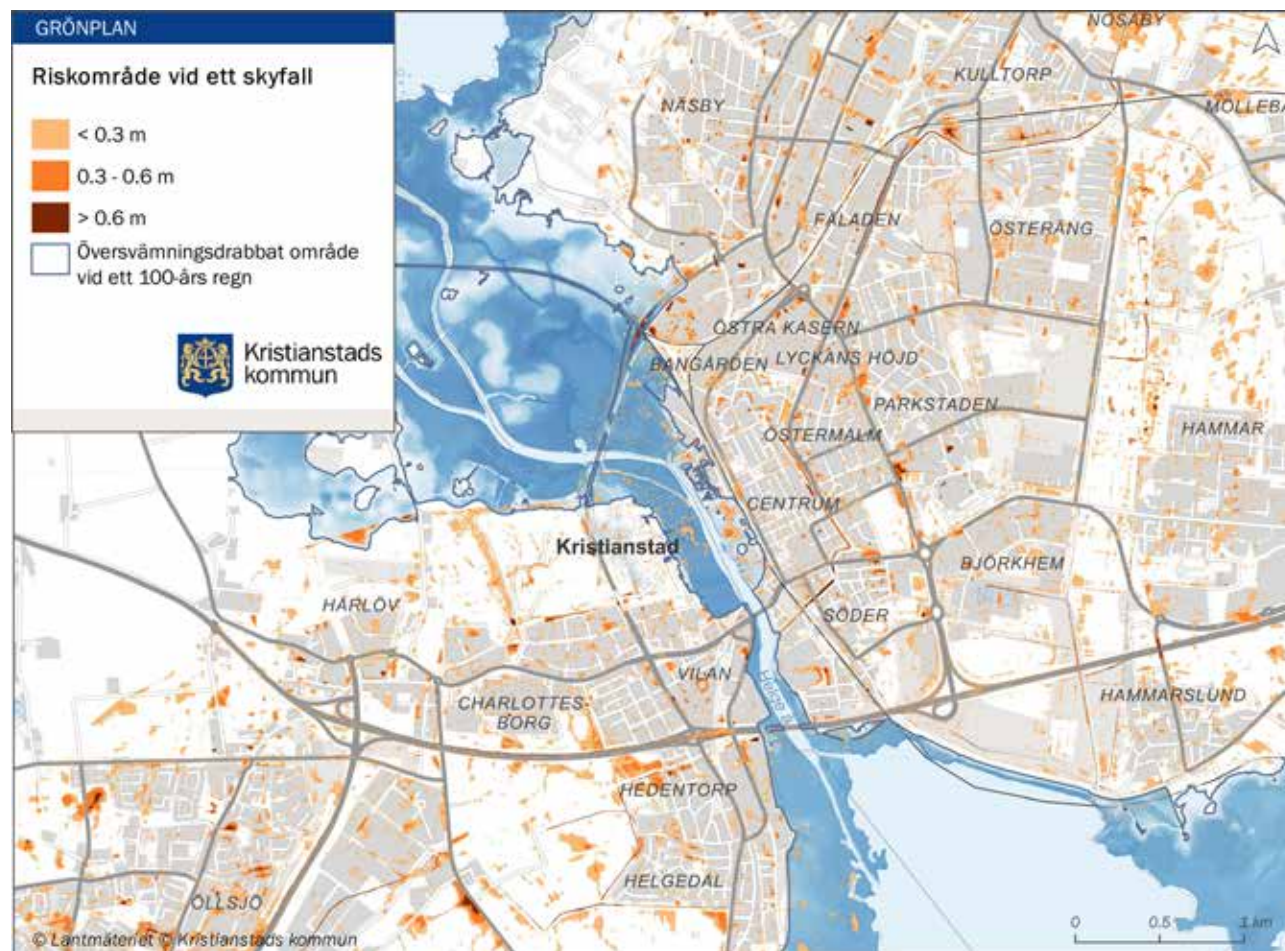 GRÖNPLAN
Riskområde vid ett skyfall
< 0.3 m
0.3 - 0.6 m
> 0.6 m
Översvämningsdrabbat område
vid ett 100-års regn
Kristianstads
kommun
NOSABY
KULLTORP
NÄSBY
MÖLLEBA
FÄLADEN
ÖSTERÄNG
ÖSTRA KASERN
BANGÅRDEN
LYCKANS HÖJD
PARKSTADEN
ÖSTERMALM
HAMMAR
CENTRUM
Kristianstad
BJÖRKHEM
HÄRLÖV
SÖDER
VILAN
CHARLOTTES-
BORG
Helge å
HAMMARSLUND
HEDENTORP
HELGEDAL
ÖLLSJÖ
0 0.5 1 km
© Lantmäteriet © Kristianstads kommun